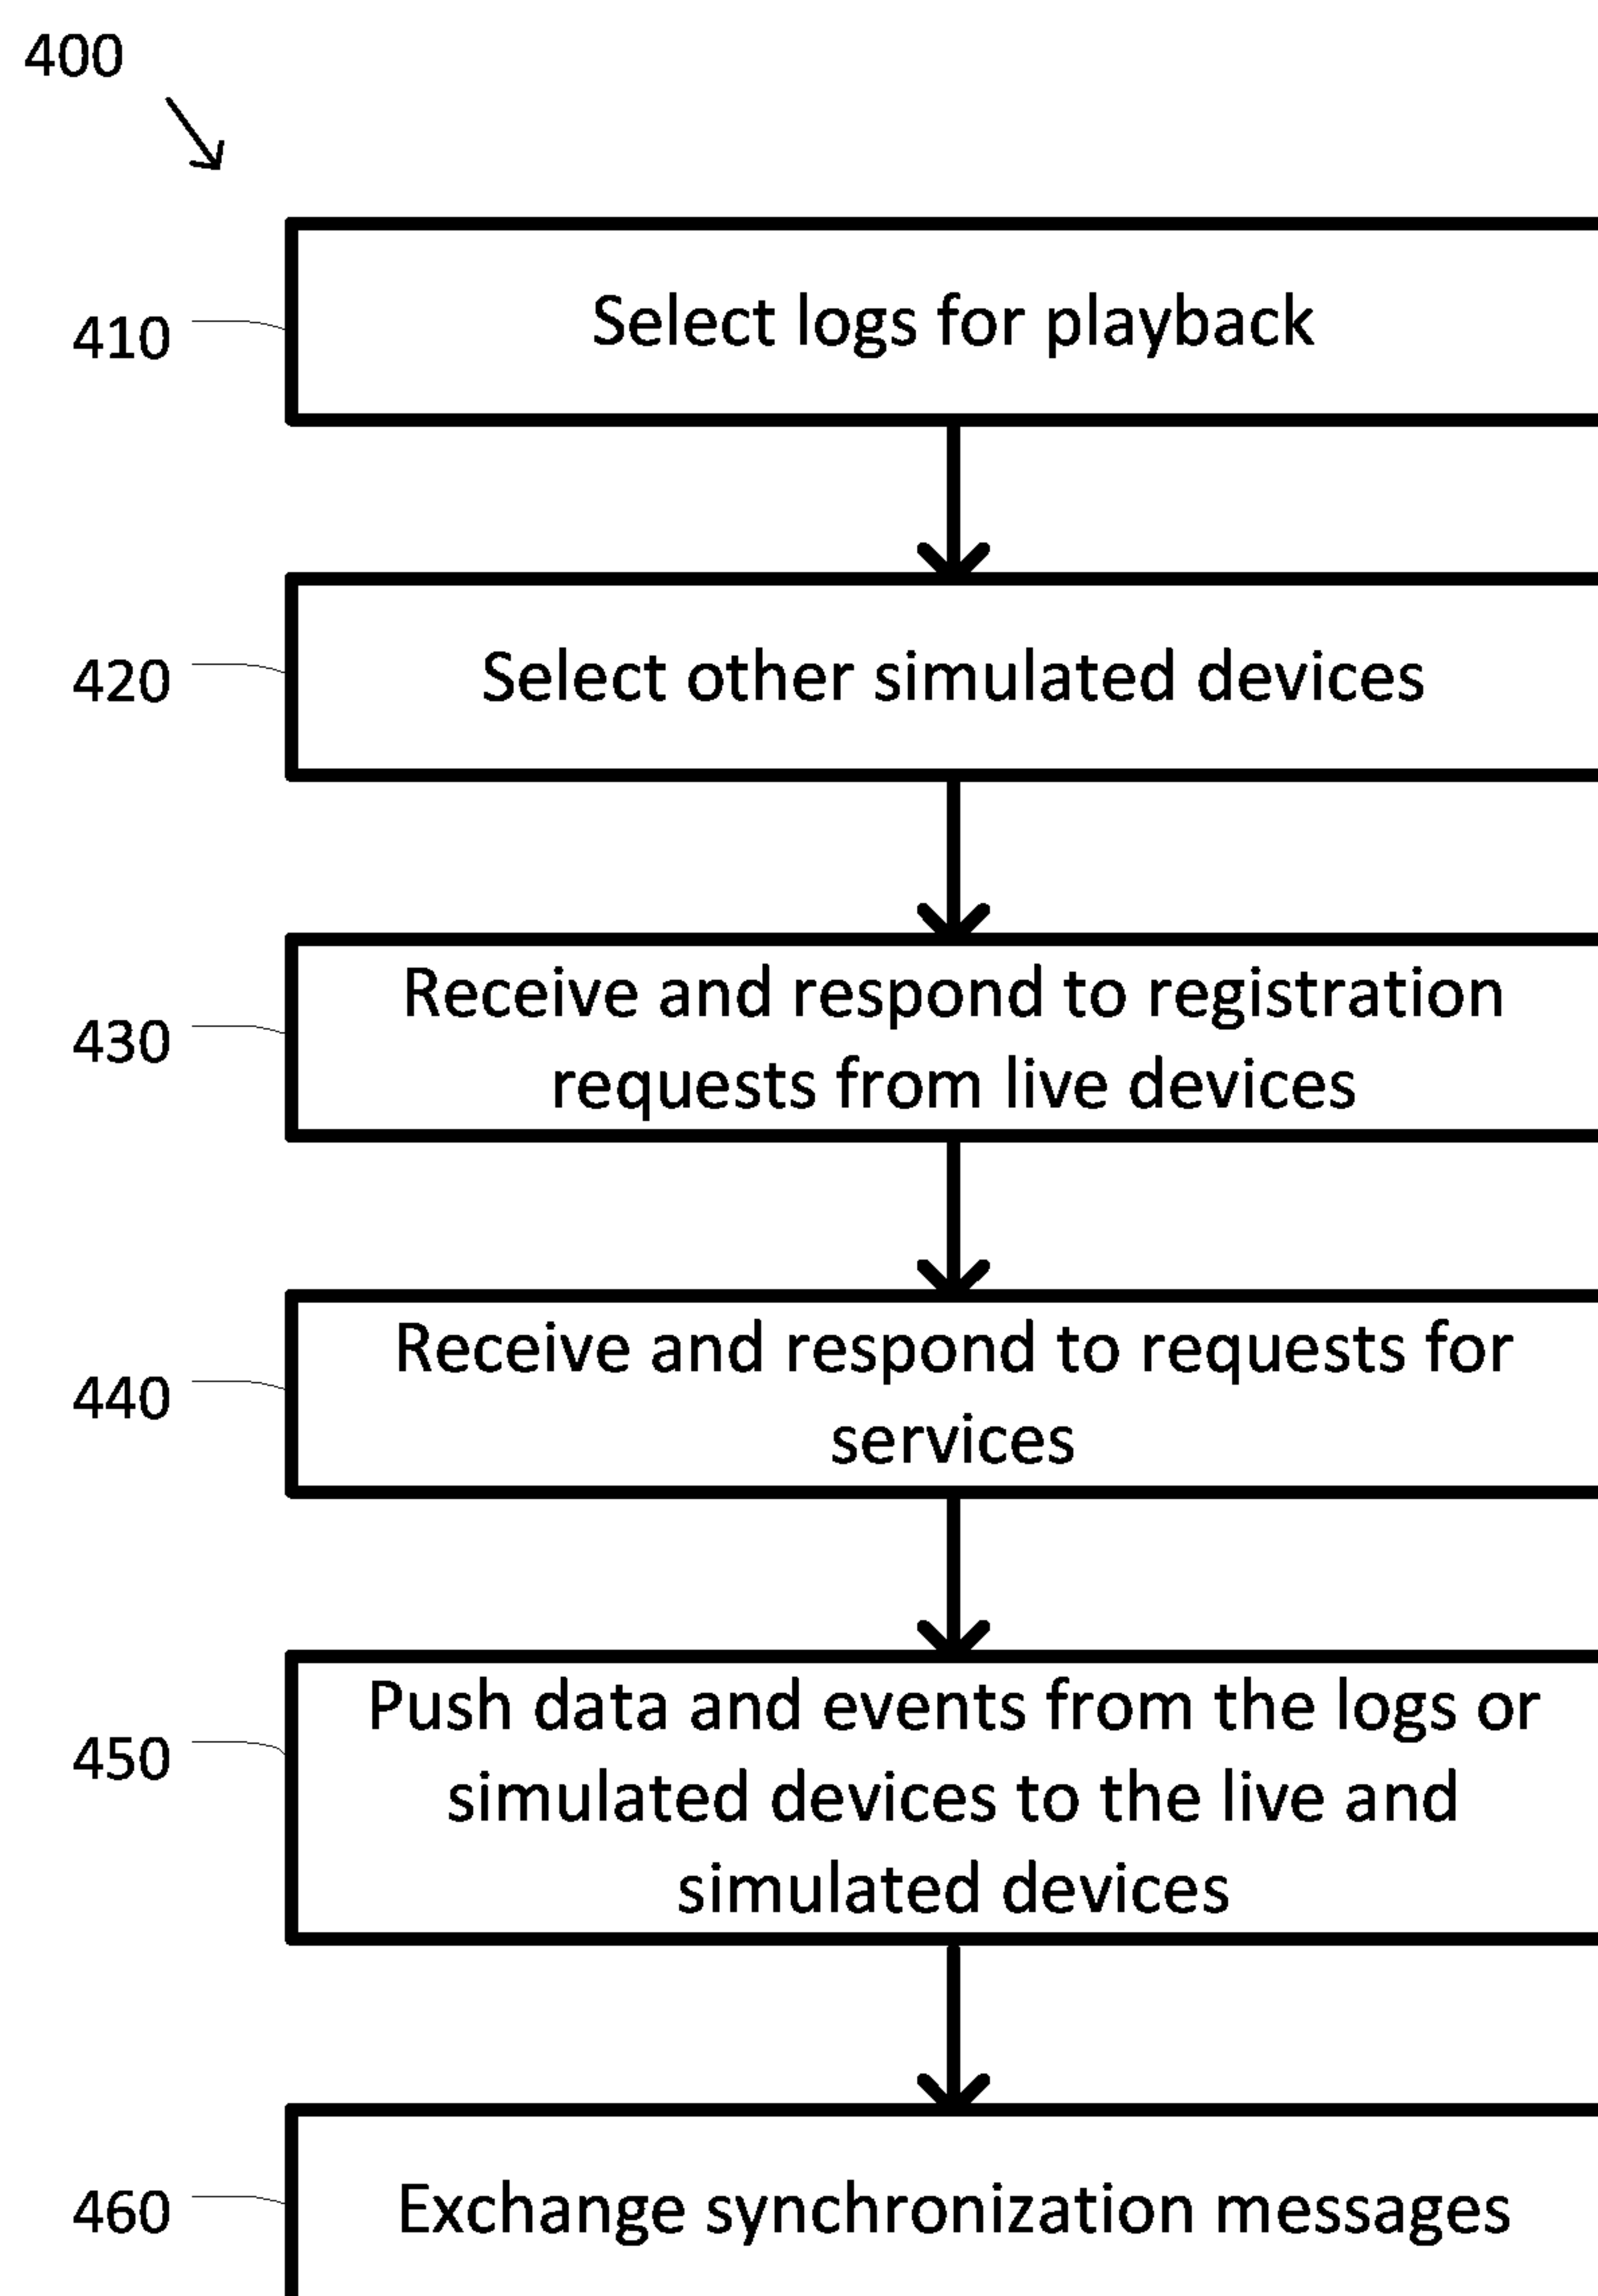 400
410
Select logs for playback
420
Select other simulated devices
430
Receive and respond to registration
requests from live devices
440
Receive and respond to requests for
services
450
Push data and events from the logs or
simulated devices to the live and
simulated devices
460
Exchange synchronization messages